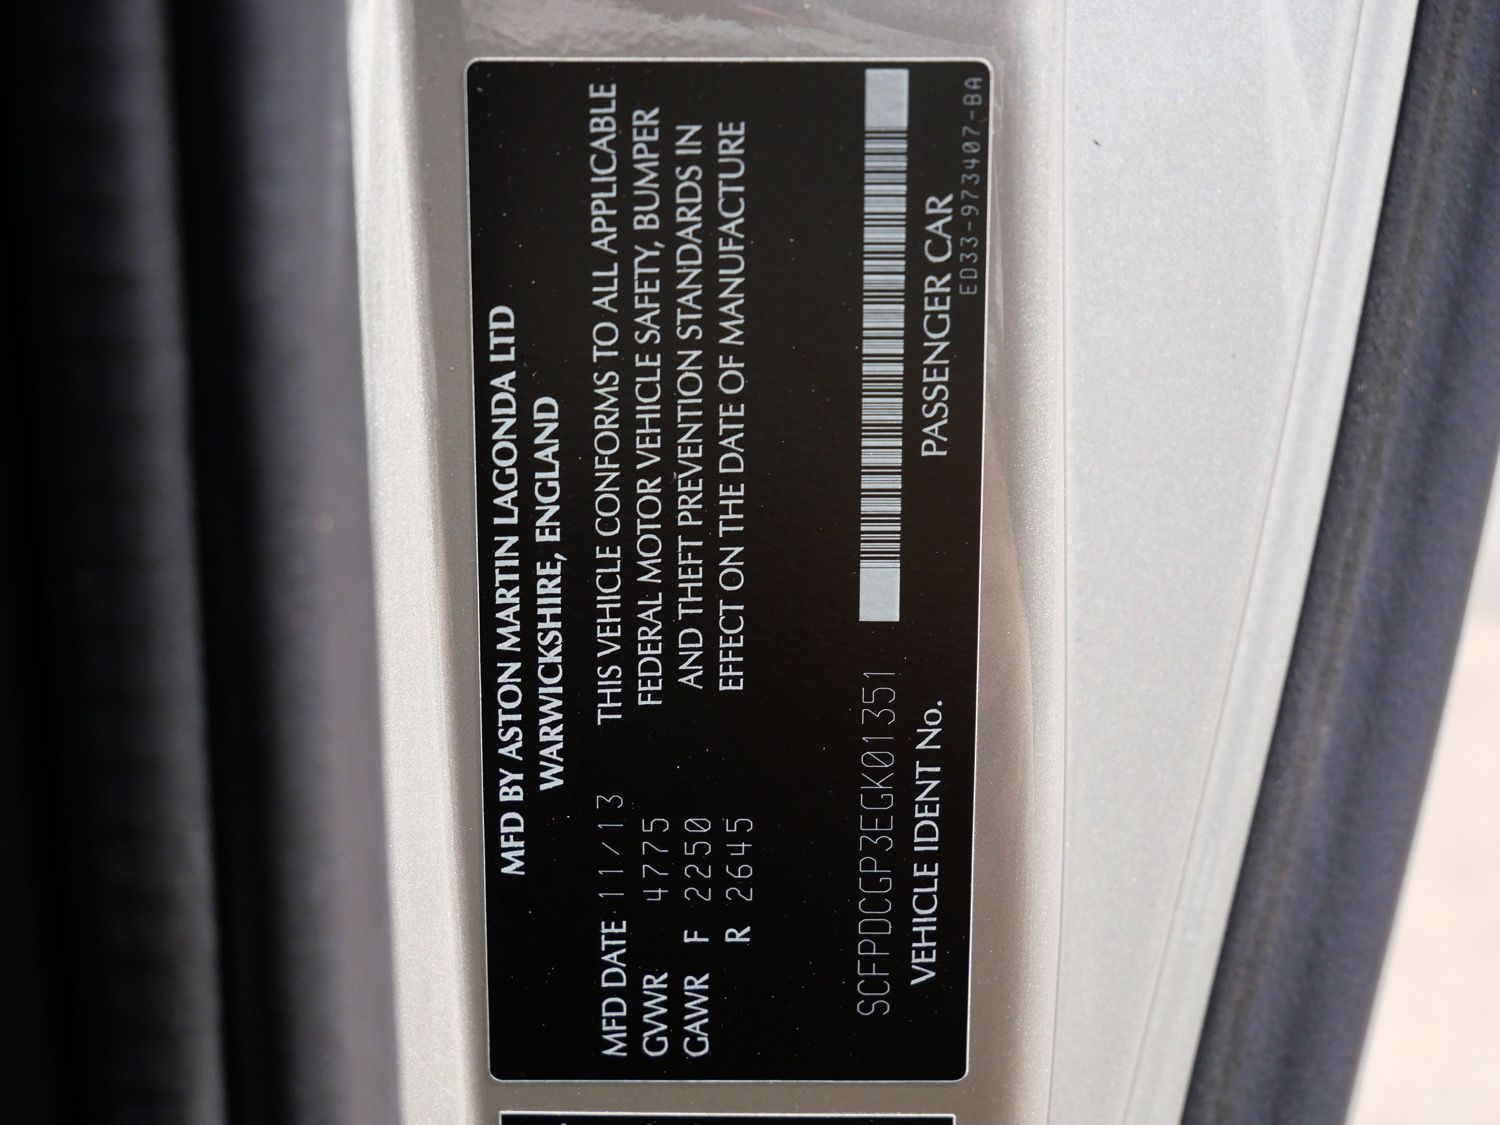 MFD BY ASTON MARTIN LAGONDA LTD
WARWICKSHIRE, ENGLAND
MFD DATE 11/13
GVWR 4775
GAWR F 2250
R 2645
THIS VEHICLE CONFORMS TO ALL APPLICABLE
FEDERAL MOTOR VEHICLE SAFETY, BUMPER
AND THEFT PREVENTION STANDARDS IN
EFFECT ON THE DATE OF MANUFACTURE
SCFPDCGP3EGK01351
VEHICLE IDENT No.
PASSENGER CAR
ED33-973407-BA